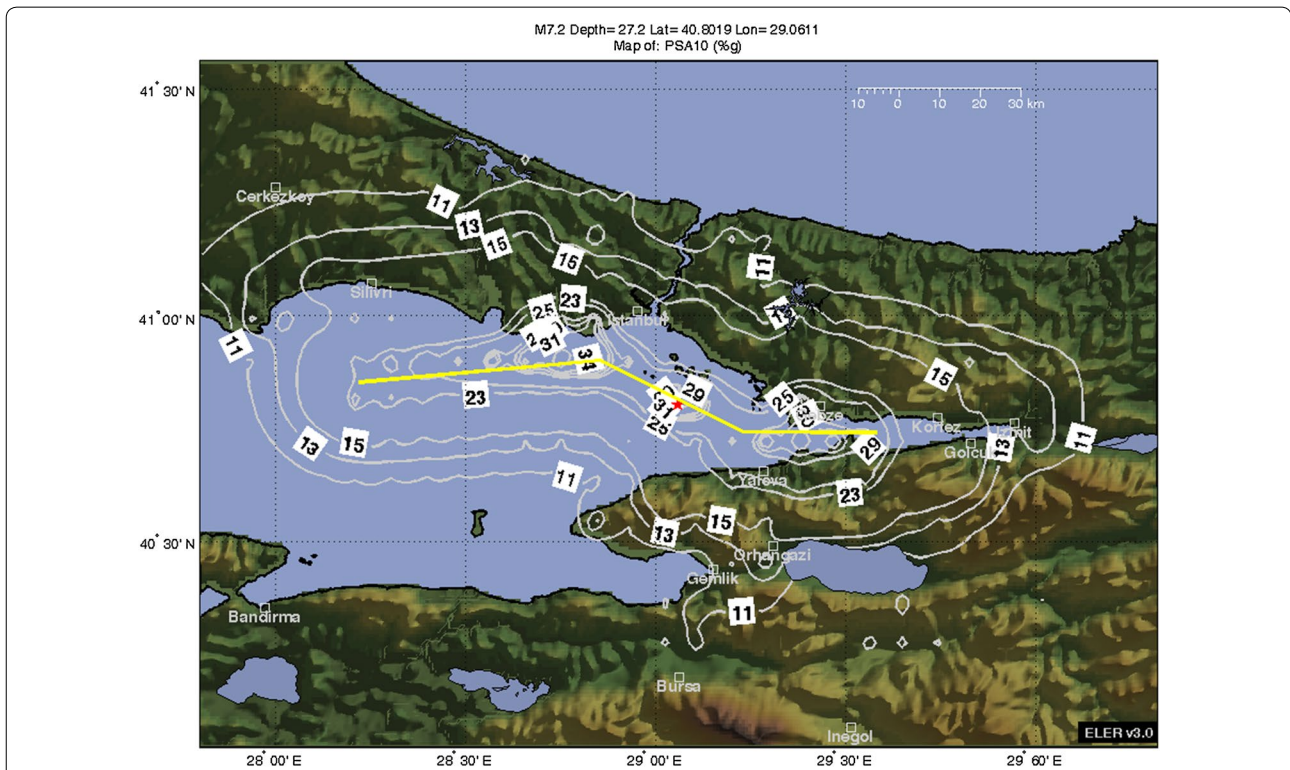 M7.2 Depth= 27.2 Lat= 40.8019 Lon= 29.0611
Map of: PSA10 (%g)
41° 30' N
10 0 10 20 30 km
Cerkezkoy
11
13
15
15
11
Silivri
25
23
Istanbul
41° 00' N
11
31
15
23
29
31
25
25
Kortez
Izmit
Golcuk
13
11
29
13
15
11
Yalova
23
13
15
40° 30' N
Orhangazi
Gemlik
11
Bandirma
Bursa
Inegol
ELER v3.0
28° 00' E
28° 30' E
29° 00' E
29° 30' E
29° 60' E